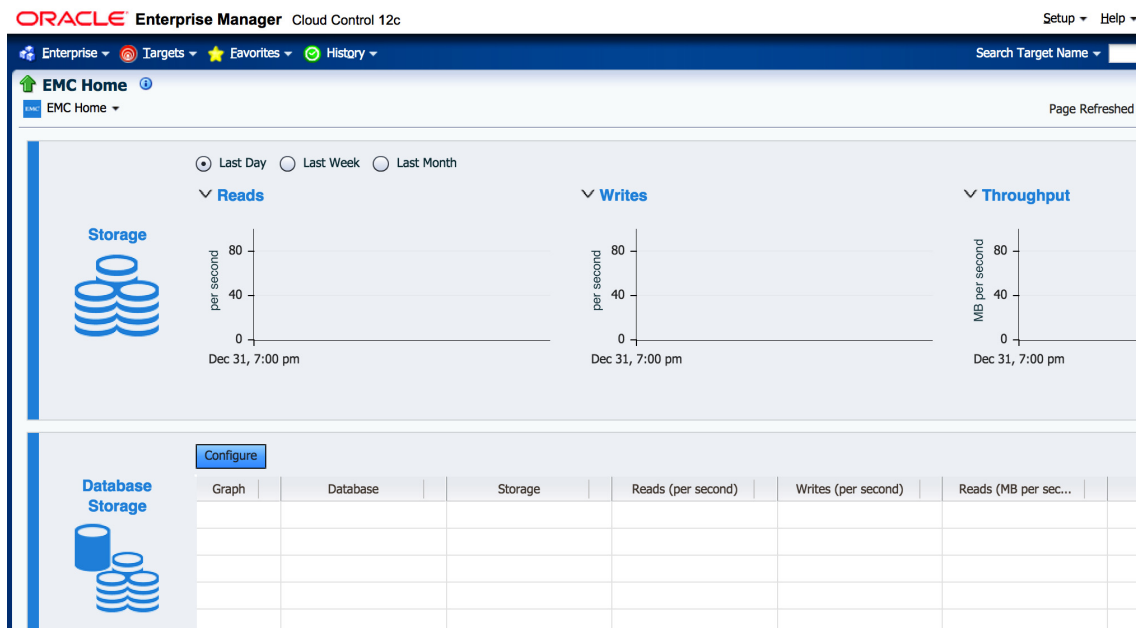 ORACLE Enterprise Manager Cloud Control 12c
Setup Help
Enterprise Targets Favorites History Search Target Name
EMC Home
EMC EMC Home Page Refreshed
Last Day Last Week Last Month
Reads Writes Throughput
Storage
per second
80
40
0
Dec 31, 7:00 pm
per second
80
40
0
Dec 31, 7:00 pm
MB per second
80
40
0
Dec 31, 7:00 pm
Configure
Database
Storage
Graph Database Storage Reads (per second) Writes (per second) Reads (MB per sec...